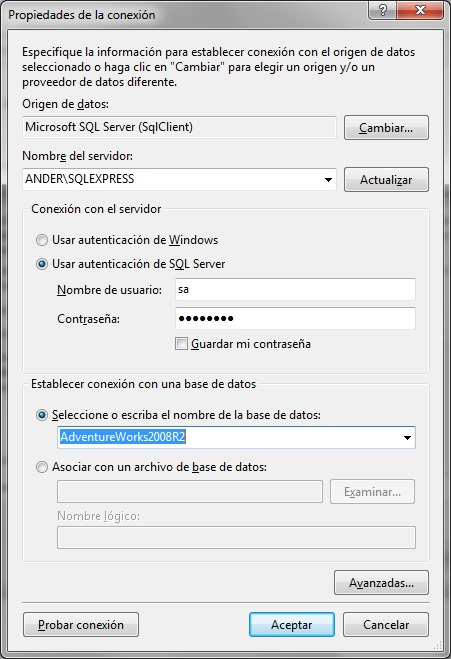 Propiedades de la conexión
Especifique la información para establecer conexión con el origen de datos
seleccionado o haga clic en "Cambiar" para elegir un origen y/o un
proveedor de datos diferente.
Origen de datos:
Microsoft SQL Server (SqlClient)
Cambiar...
Nombre del servidor:
ANDER\SQLEXPRESS
Actualizar
Conexión con el servidor
Usar autenticación de Windows
Usar autenticación de SQL Server
Nombre de usuario:
sa
Contraseña:
●●●●●●●●
Guardar mi contraseña
Establecer conexión con una base de datos
Seleccione o escriba el nombre de la base de datos:
AdventureWorks2008R2
Asociar con un archivo de base de datos:
Examinar...
Nombre lógico:
Avanzadas...
Probar conexión
Aceptar
Cancelar